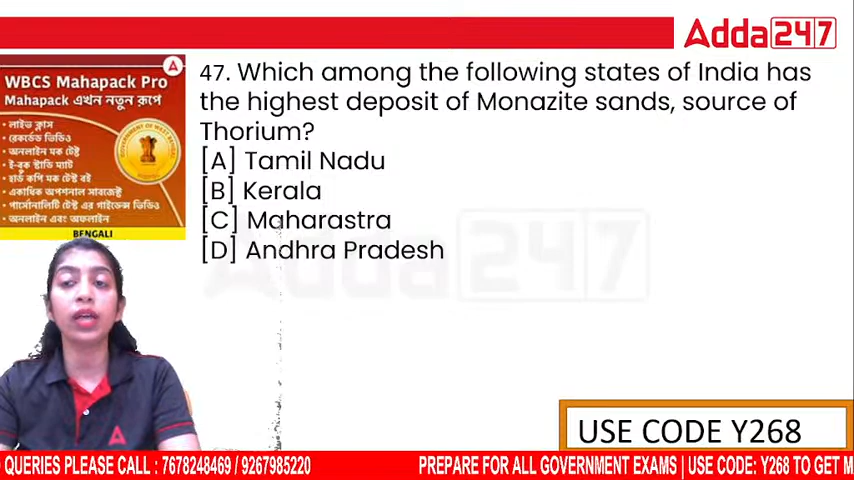 Adda247
WBCS Mahapack Pro
Mahapack এখন নতুন রূপে
• লাইভ ক্লাস
• রেকর্ডেড ভিডিও
• অনলাইন মক টেস্ট
• ই-বুক স্টাডি ম্যাট
• হার্ড কপি মক টেস্ট বই
• একাধিক অপশনাল সাবজেক্ট
• পার্সোনালিটি টেস্ট এর গাইডেন্স ভিডিও
• অনলাইন এবং অফলাইন
BENGALI
47. Which among the following states of India has
the highest deposit of Monazite sands, source of
Thorium?
[A] Tamil Nadu
[B] Kerala
[C] Maharastra
[D] Andhra Pradesh
Adda247
USE CODE Y268
QUERIES PLEASE CALL : 7678248469 / 9267985220 PREPARE FOR ALL GOVERNMENT EXAMS | USE CODE: Y268 TO GET M